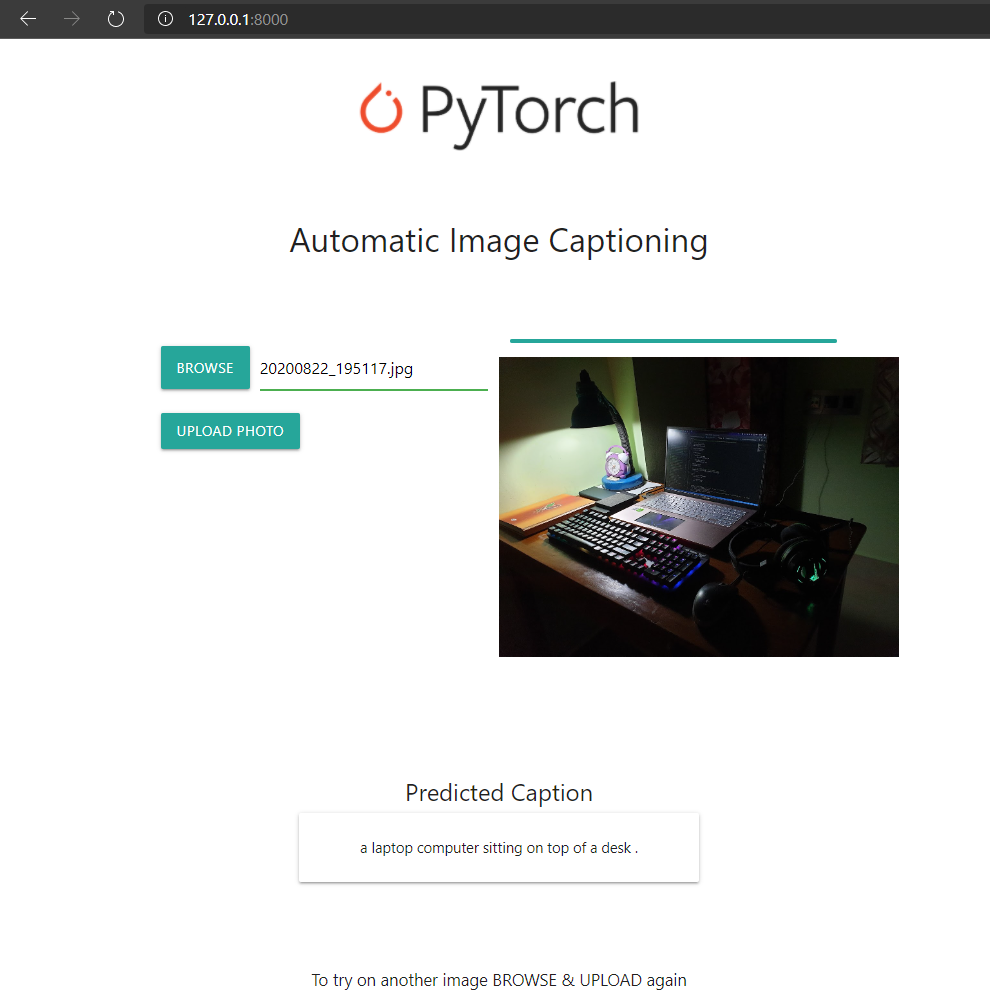 127.0.0.1:8000
PyTorch
Automatic Image Captioning
BROWSE
20200822_195117.jpg
UPLOAD PHOTO
Predicted Caption
a laptop computer sitting on top of a desk .
To try on another image BROWSE & UPLOAD again